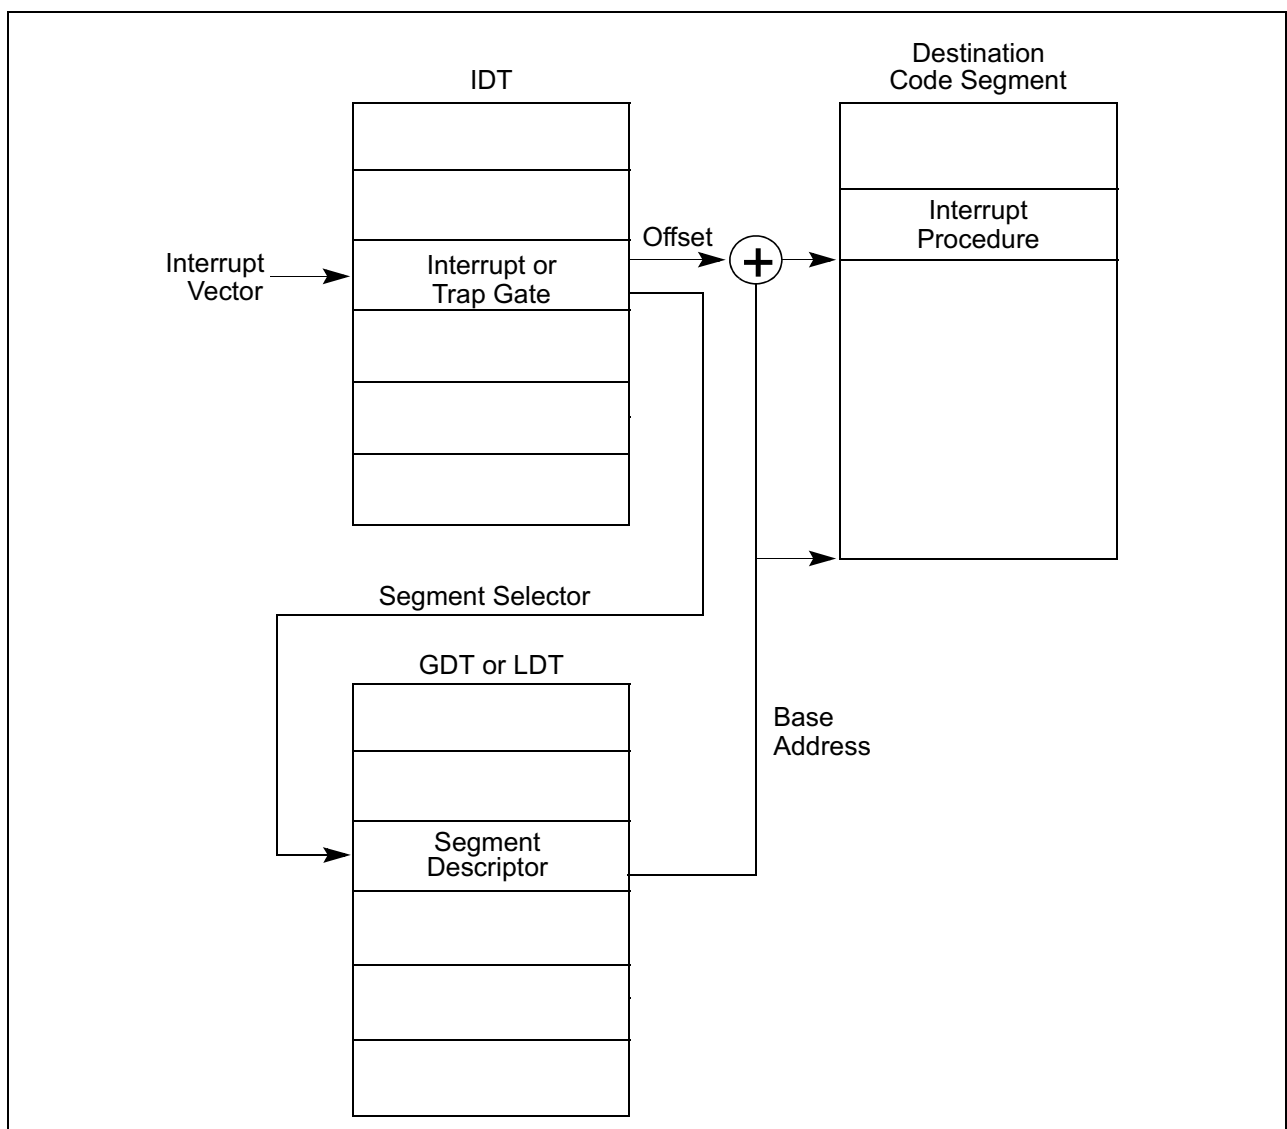 IDT
Destination
Code Segment
Interrupt
Procedure
Offset
+
Interrupt
Vector
Interrupt or
Trap Gate
Segment Selector
GDT or LDT
Base
Address
Segment
Descriptor